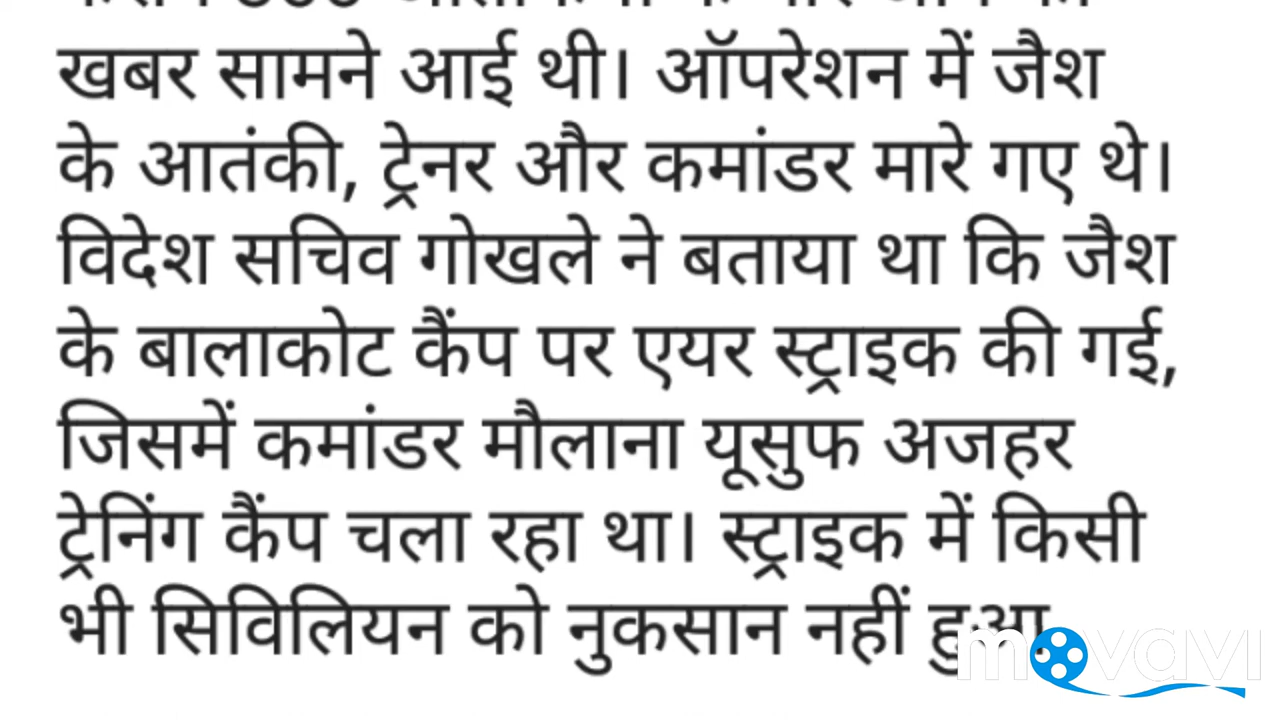 खबर सामने आई थी। ऑपरेशन में जैश
के आतंकी, ट्रेनर और कमांडर मारे गए थे।
विदेश सचिव गोखले ने बताया था कि जैश
के बालाकोट कैंप पर एयर स्ट्राइक की गई,
जिसमें कमांडर मौलाना यूसुफ अजहर
ट्रेनिंग कैंप चला रहा था। स्ट्राइक में किसी
भी सिविलियन को नुकसान नहीं हुआ
movavi